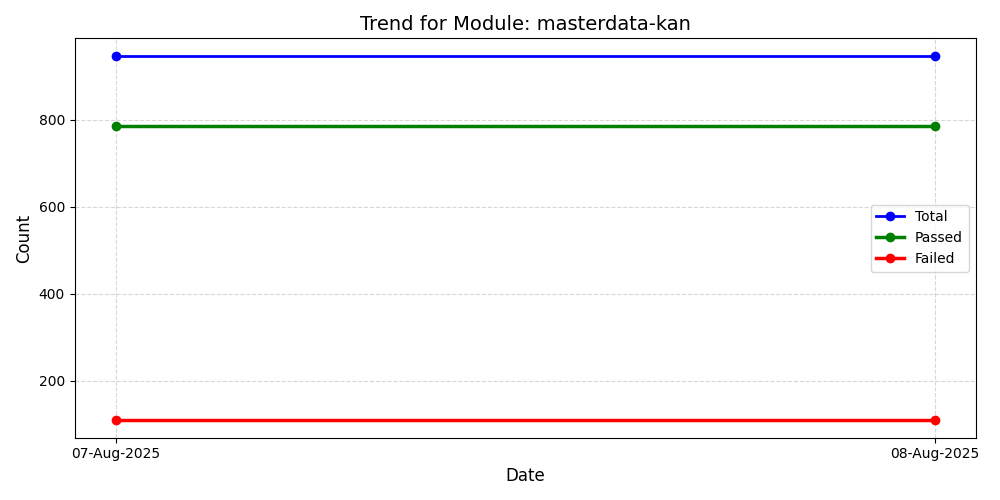 Trend for Module: masterdata-kan
Count
800
600
400
200
Total
Passed
Failed
07-Aug-2025
08-Aug-2025
Date